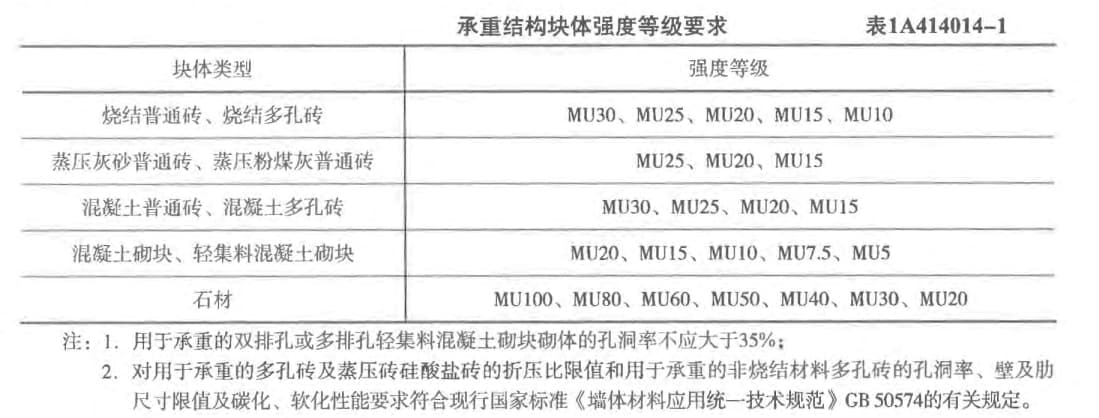 承重结构块体强度等级要求 表1A414014-1
块体类型 强度等级
烧结普通砖、烧结多孔砖 MU30、MU25、MU20、MU15、MU10
蒸压灰砂普通砖、蒸压粉煤灰普通砖 MU25、MU20、MU15
混凝土普通砖、混凝土多孔砖 MU30、MU25、MU20、MU15
混凝土砌块、轻集料混凝土砌块 MU20、MU15、MU10、MU7.5、MU5
石材 MU100、MU80、MU60、MU50、MU40、MU30、MU20
注：1. 用于承重的双排孔或多排孔轻集料混凝土砌块砌体的孔洞率不应大于35%；
2. 对用于承重的多孔砖及蒸压砖硅酸盐砖的折压比限值和用于承重的非烧结材料多孔砖的孔洞率、壁及肋
尺寸限值及碳化、软化性能要求符合现行国家标准《墙体材料应用统一技术规范》GB 50574的有关规定。